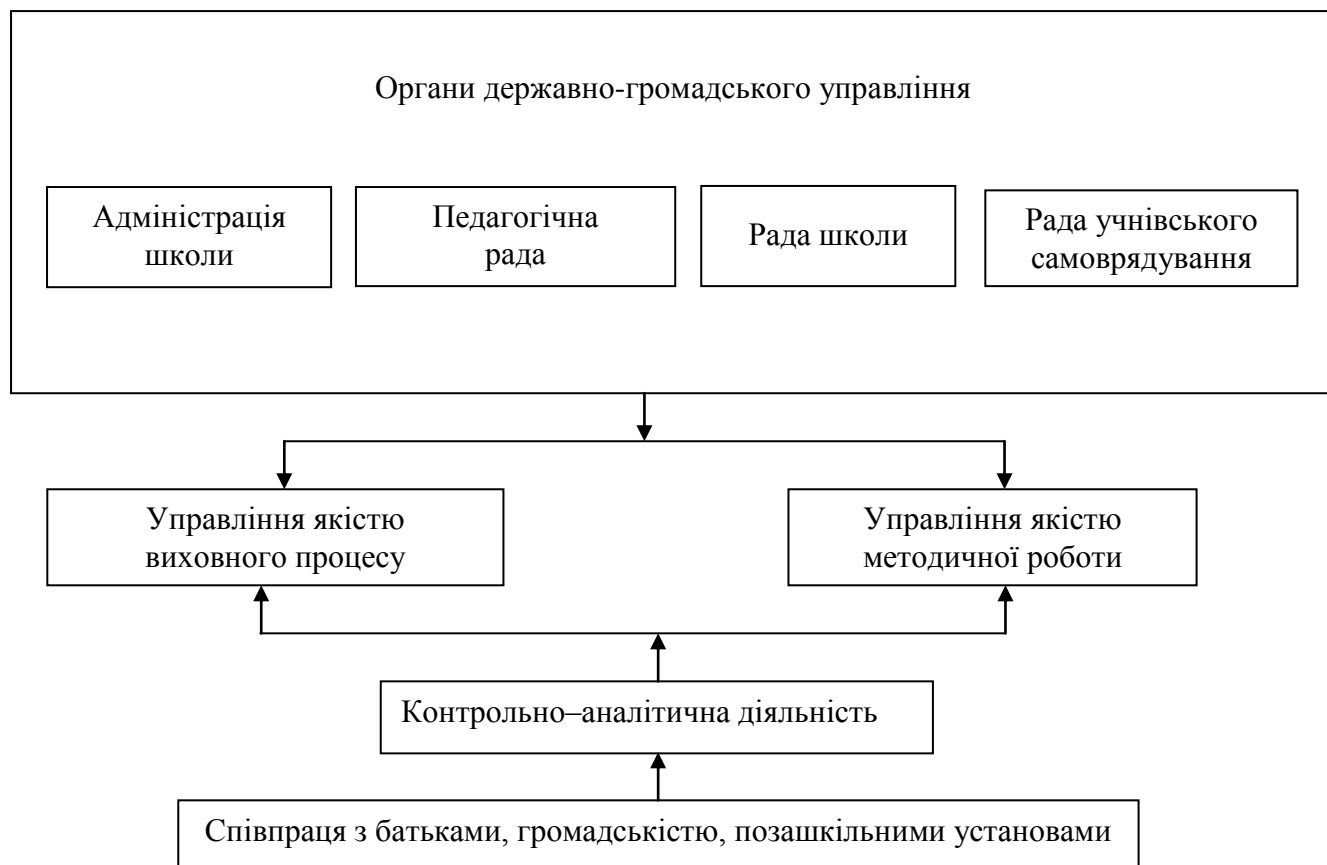 Органи державно-громадського управління
Адміністрація
школи
Педагогічна
рада
Рада школи
Рада учнівського
самоврядування
Управління якістю
виховного процесу
Управління якістю
методичної роботи
Контрольно–аналітична діяльність
Співпраця з батьками, громадськістю, позашкільними установами